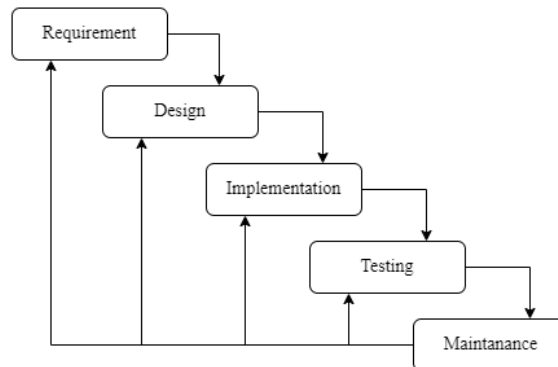 Requirement
Design
Implementation
Testing
Maintanance